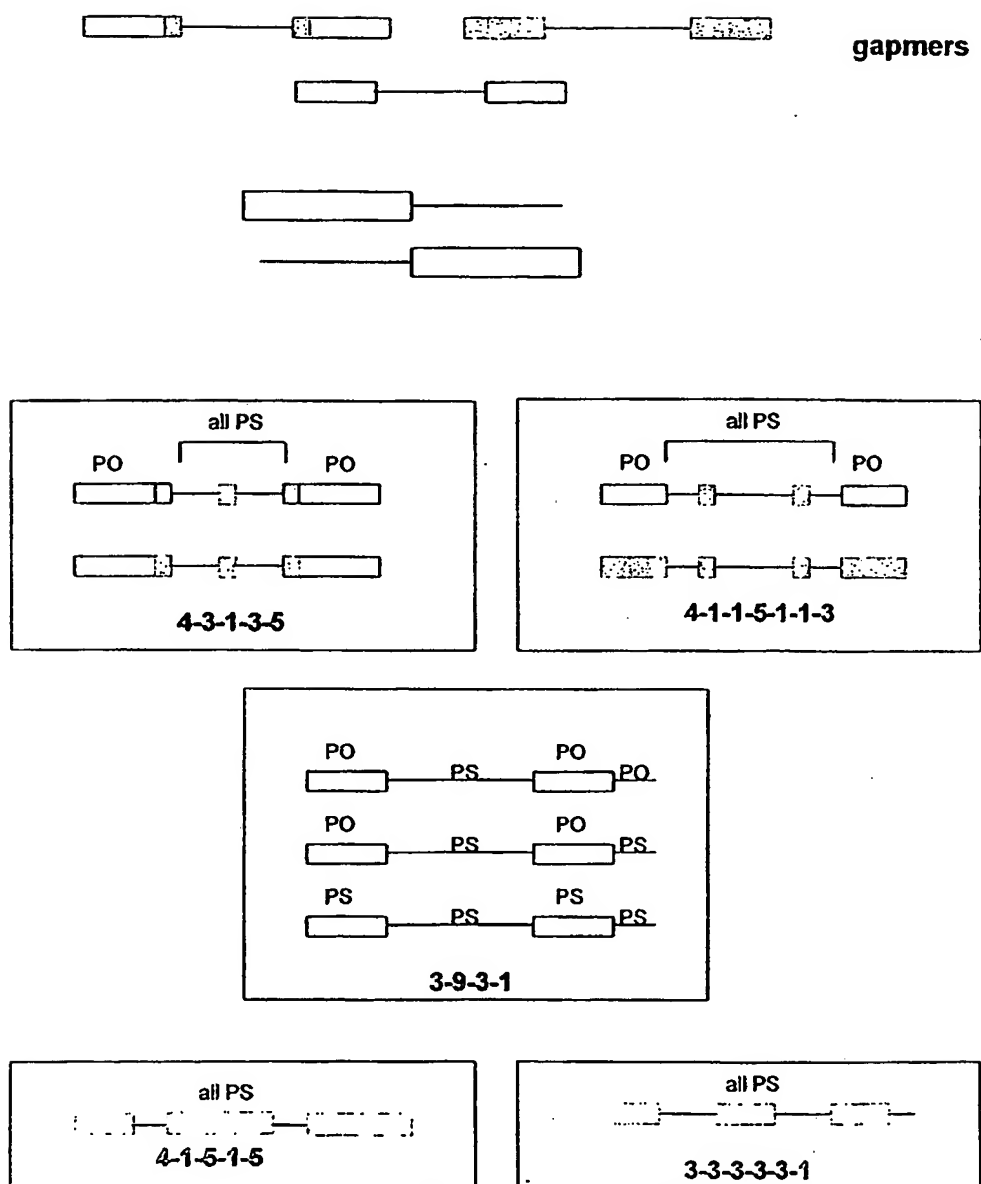 gapmers
all PS
PO PO
4-3-1-3-5
all PS
PO PO
4-1-1-5-1-1-3
PO PO
PS PO
PO PO
PS PS
PS PS
PS PS
3-9-3-1
all PS
4-1-5-1-5
all PS
3-3-3-3-3-1